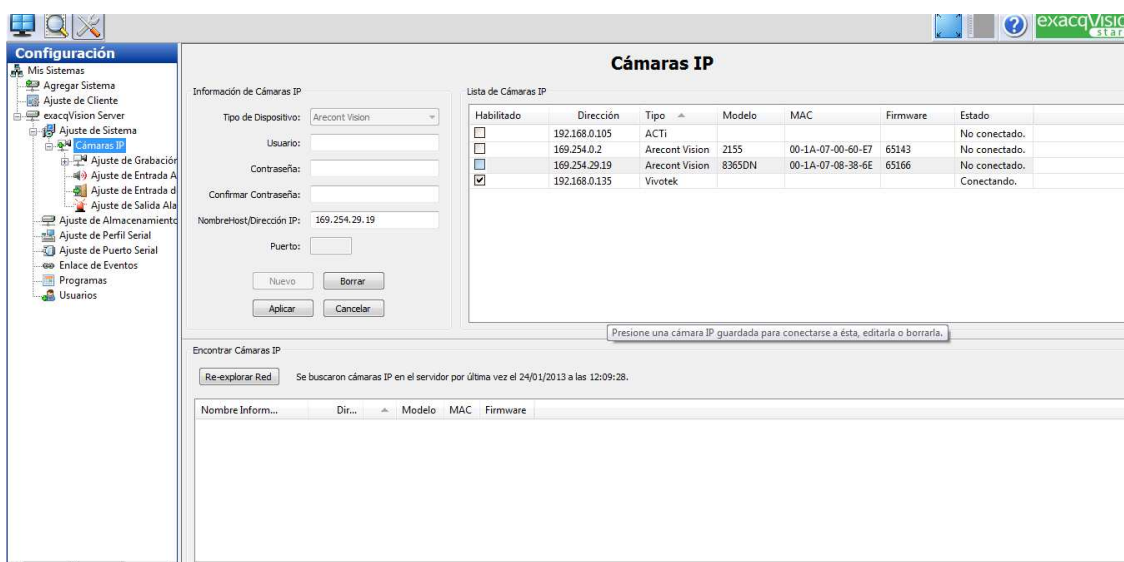 exacqVisio
star
Configuración
Mis Sistemas
Agregar Sistema
Ajuste de Cliente
exacqVision Server
Ajuste de Sistema
Cámaras IP
Ajuste de Grabación
Ajuste de Entrada A
Ajuste de Entrada d
Ajuste de Salida Ala
Ajuste de Almacenamiento
Ajuste de Perfil Serial
Ajuste de Puerto Serial
Enlace de Eventos
Programas
Usuarios
Cámaras IP
Información de Cámaras IP
Tipo de Dispositivo: Arecont Vision
Usuario:
Contraseña:
Confirmar Contraseña:
NombreHost/Dirección IP: 169.254.29.19
Puerto:
Nuevo Borrar
Aplicar Cancelar
Lista de Cámaras IP
Habilitado Dirección Tipo Modelo MAC Firmware Estado
192.168.0.105 ACTi No conectado.
169.254.0.2 Arecont Vision 2155 00-1A-07-00-60-E7 65143 No conectado.
169.254.29.19 Arecont Vision 8365DN 00-1A-07-08-38-6E 65166 No conectado.
192.168.0.135 Vivotek Conectando.
Presione una cámara IP guardada para conectarse a ésta, editarla o borrarla.
Encontrar Cámaras IP
Re-explorar Red Se buscaron cámaras IP en el servidor por última vez el 24/01/2013 a las 12:09:28.
Nombre Inform... Dir... Modelo MAC Firmware